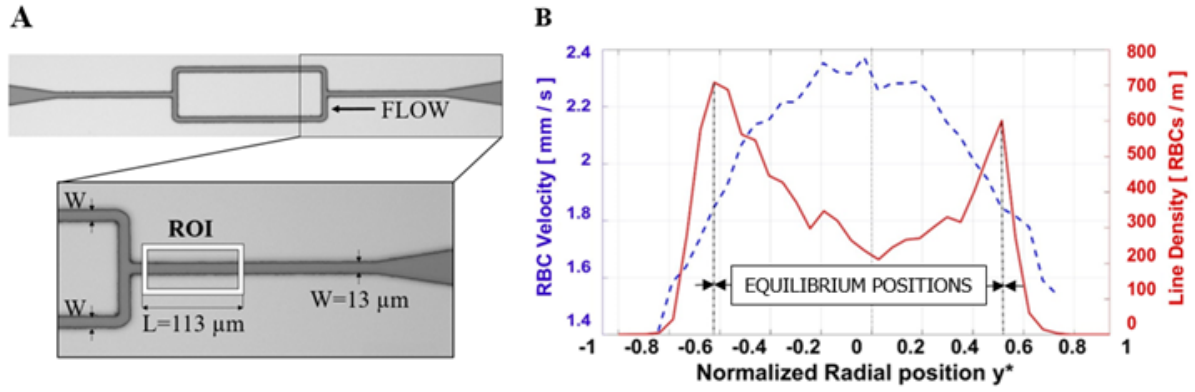 A
FLOW
W
ROI
W
W=13 µm
L=113 µm
B
RBC Velocity [ mm / s ]
2.4
2.2
2
1.8
1.6
1.4
EQUILIBRIUM POSITIONS
800
700
600
500
400
300
200
100
0
Line Density [ RBCs / m ]
-1 -0.8 -0.6 -0.4 -0.2 0 0.2 0.4 0.6 0.8 1
Normalized Radial position y*